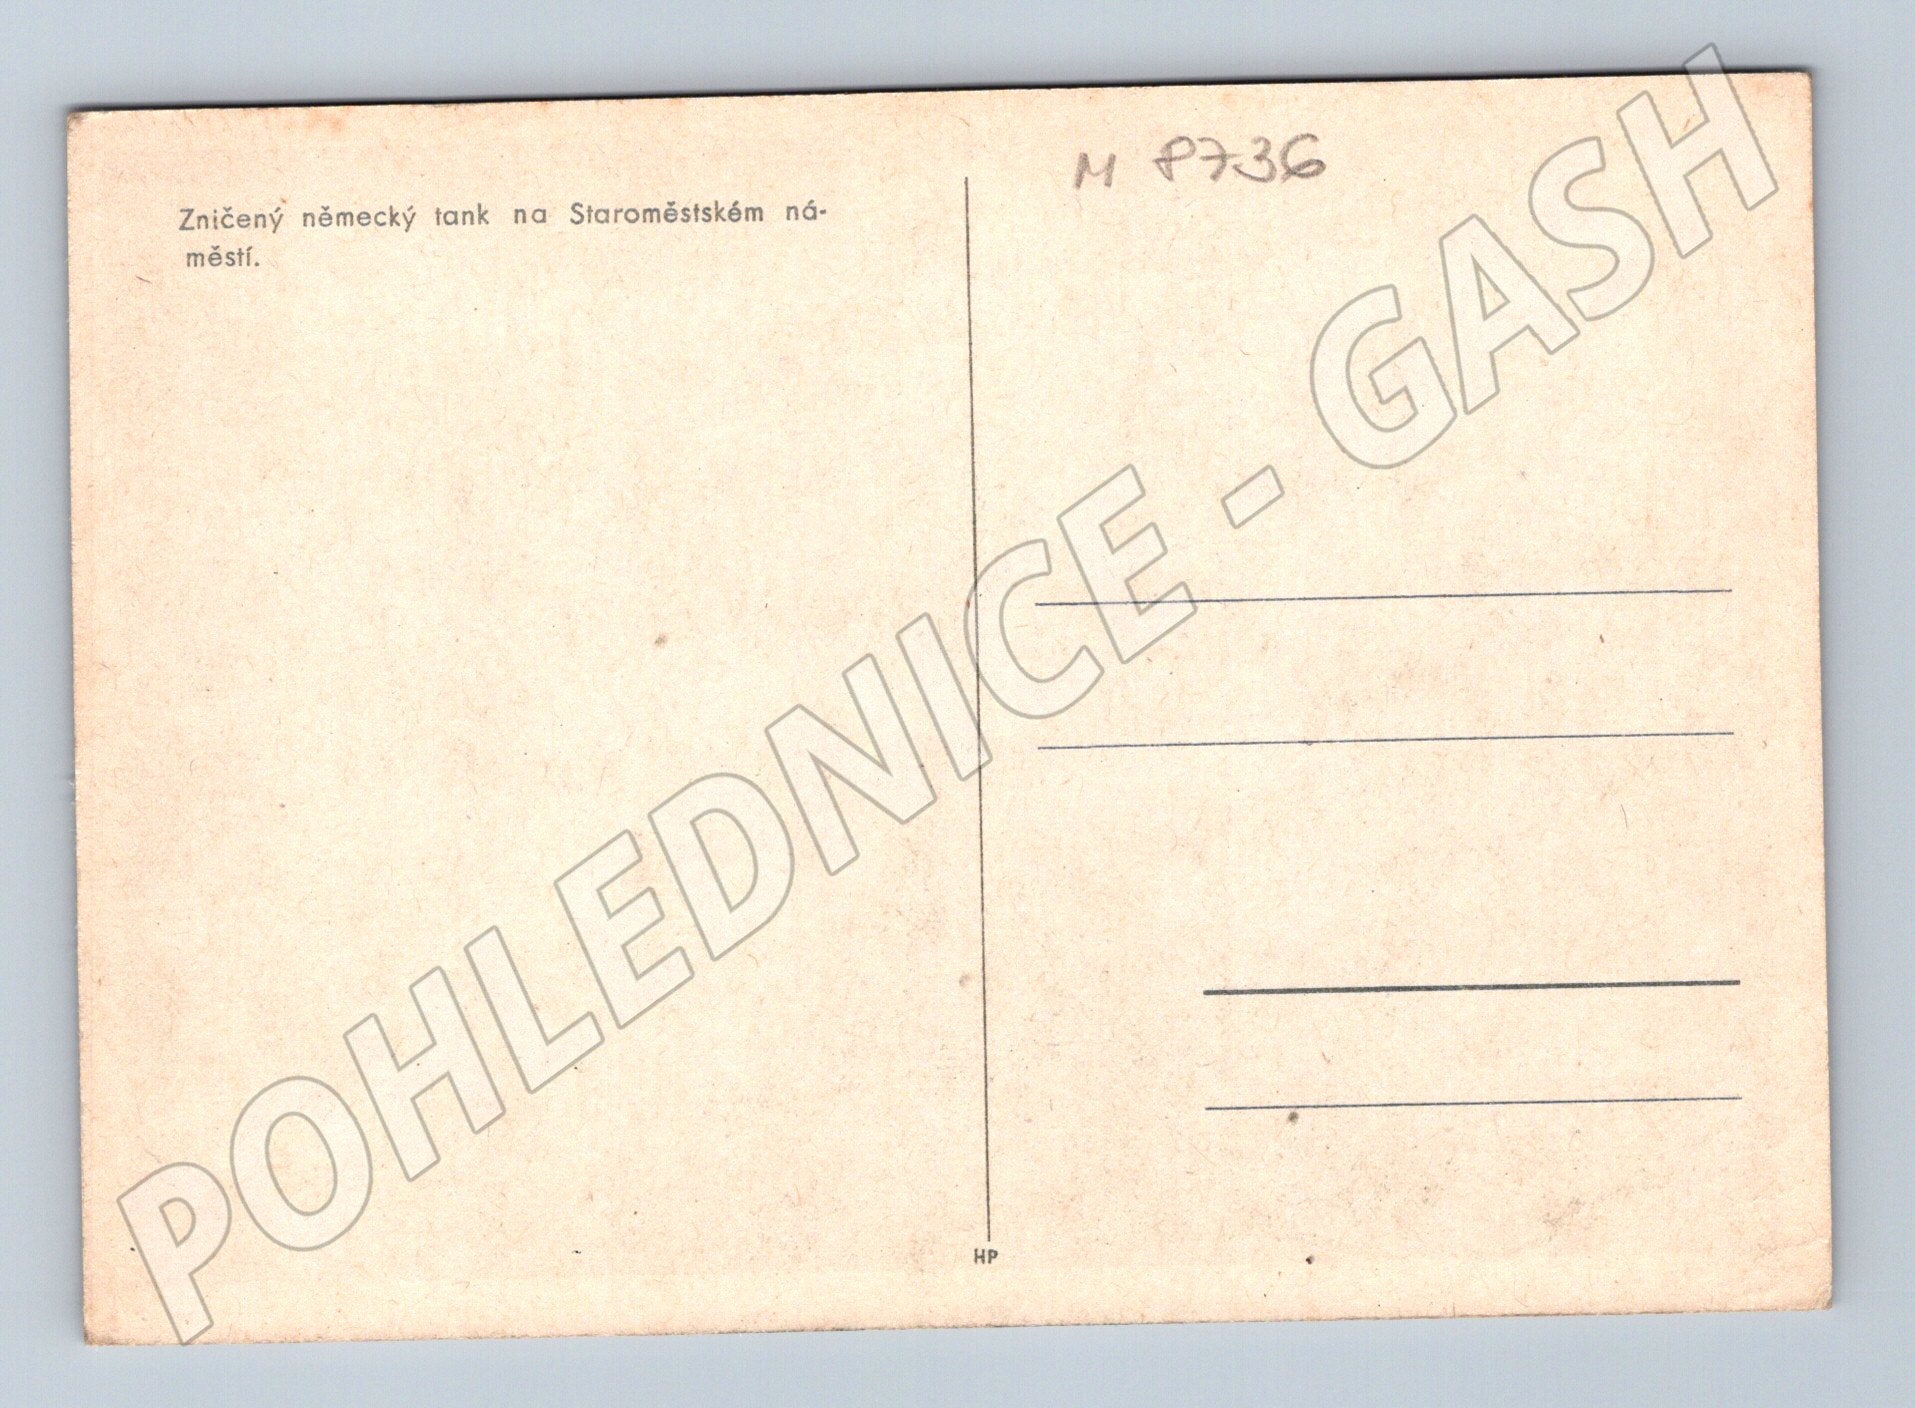 M 8736
Zničený německý tank na Staroměstském ná-
městí.
POHLEDNICE - GASH
HP